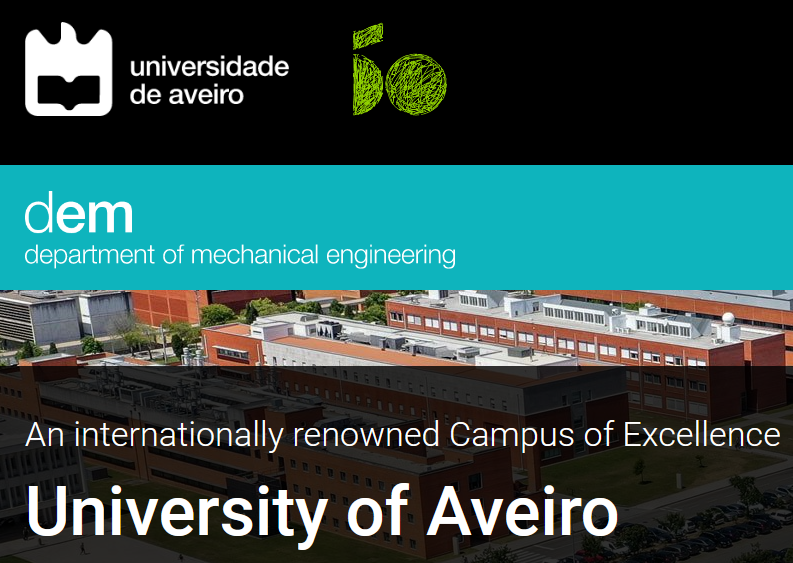 universidade
de aveiro
50
dem
department of mechanical engineering
An internationally renowned Campus of Excellence
University of Aveiro